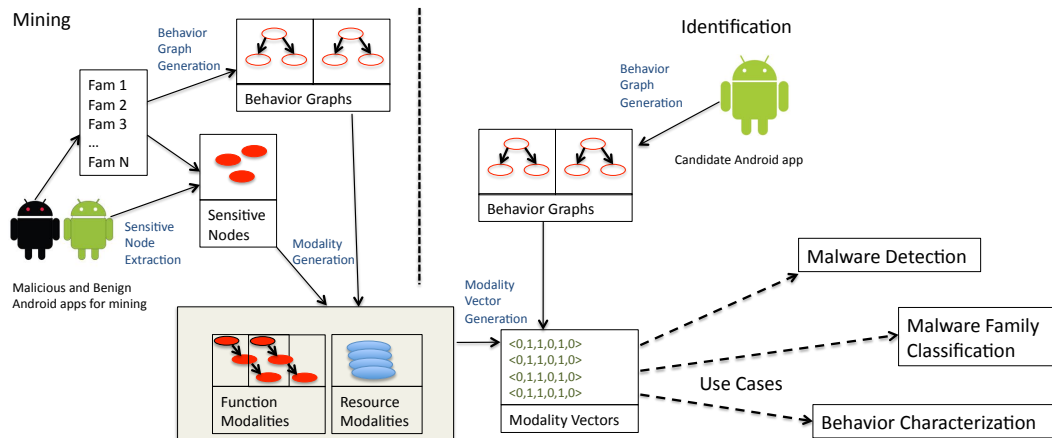 Mining
Behavior
Graph
Generation
Fam 1
Fam 2
Fam 3
...
Fam N
Behavior Graphs
Sensitive
Nodes
Sensitive
Node
Extraction
Malicious and Benign
Android apps for mining
Modality
Generation
Function
Modalities
Resource
Modalities
Identification
Behavior
Graph
Generation
Candidate Android app
Behavior Graphs
Modality
Vector
Generation
<0,1,1,0,1,0>
<0,1,1,0,1,0>
<0,1,1,0,1,0>
<0,1,1,0,1,0>
Modality Vectors
Use Cases
Malware Detection
Malware Family
Classification
Behavior Characterization